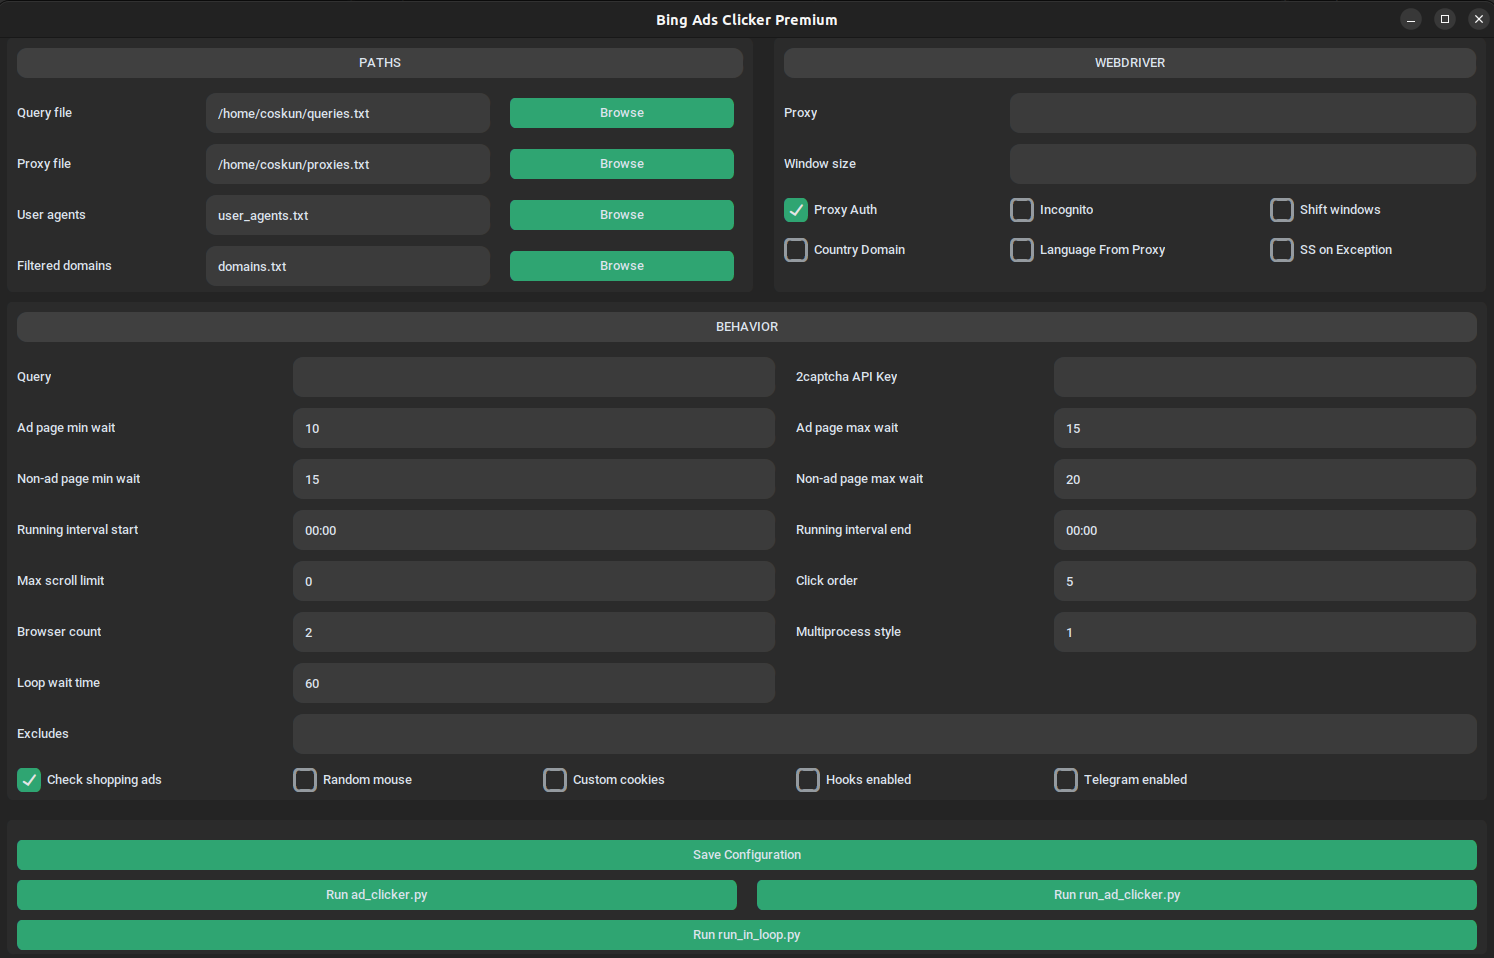 Bing Ads Clicker Premium
PATHS
Query file
/home/coskun/queries.txt
Browse
Proxy file
/home/coskun/proxies.txt
Browse
User agents
user_agents.txt
Browse
Filtered domains
domains.txt
Browse
WEBDRIVER
Proxy
Window size
Proxy Auth
Incognito
Shift windows
Country Domain
Language From Proxy
SS on Exception
BEHAVIOR
Query
2captcha API Key
Ad page min wait
10
Ad page max wait
15
Non-ad page min wait
15
Non-ad page max wait
20
Running interval start
00:00
Running interval end
00:00
Max scroll limit
0
Click order
5
Browser count
2
Multiprocess style
1
Loop wait time
60
Excludes
Check shopping ads
Random mouse
Custom cookies
Hooks enabled
Telegram enabled
Save Configuration
Run ad_clicker.py
Run run_ad_clicker.py
Run run_in_loop.py